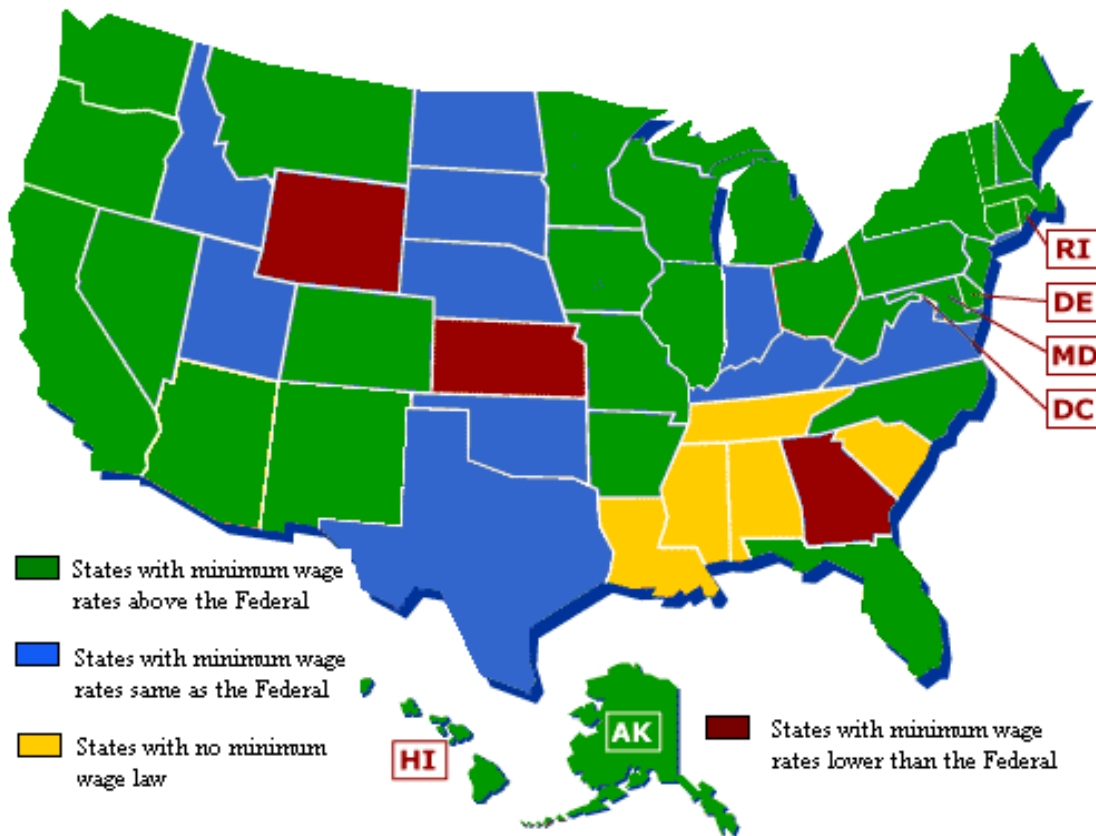 RI
DE
MD
DC
States with minimum wage
rates above the Federal
States with minimum wage
rates same as the Federal
States with no minimum
wage law
HI
AK
States with minimum wage
rates lower than the Federal